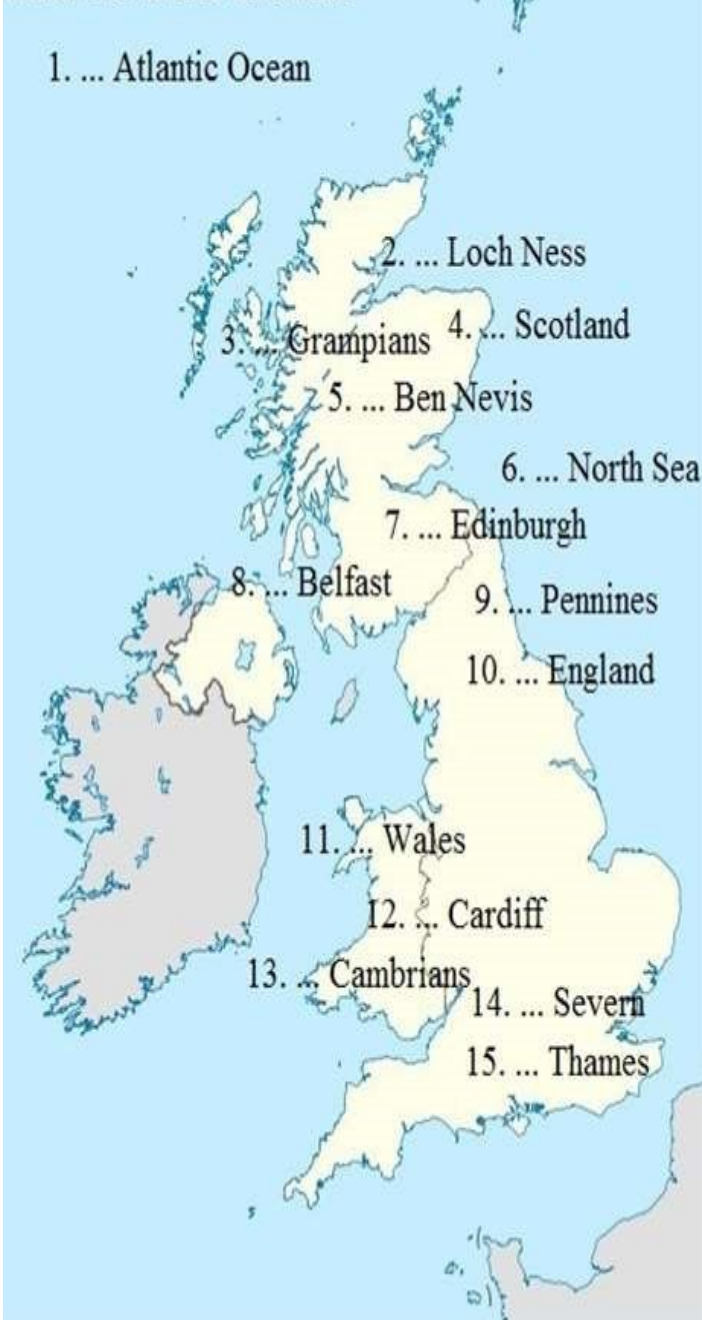 1. ... Atlantic Ocean
2. ... Loch Ness
3. ... Grampians
4. ... Scotland
5. ... Ben Nevis
6. ... North Sea
7. ... Edinburgh
8. ... Belfast
9. ... Pennines
10. ... England
11. ... Wales
12. ... Cardiff
13. ... Cambrians
14. ... Severn
15. ... Thames